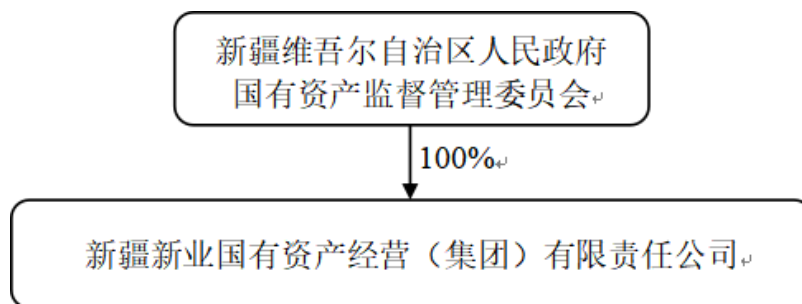 新疆维吾尔自治区人民政府
国有资产监督管理委员会
100%
新疆新业国有资产经营（集团）有限责任公司